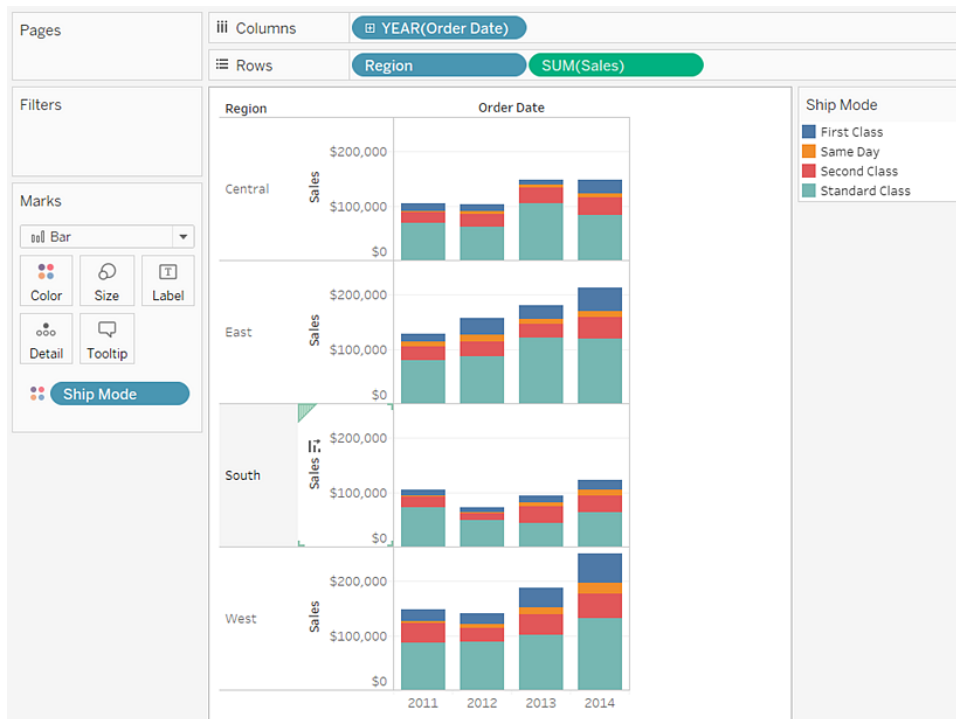 Pages
Columns
YEAR(Order Date)
Rows
Region
SUM(Sales)
Filters
Marks
Bar
Color
Size
Label
Detail
Tooltip
Ship Mode
Region
Order Date
Central
Sales
$200,000
$100,000
$0
East
Sales
$200,000
$100,000
$0
South
Sales
$200,000
$100,000
$0
West
Sales
$200,000
$100,000
$0
2011
2012
2013
2014
Ship Mode
First Class
Same Day
Second Class
Standard Class